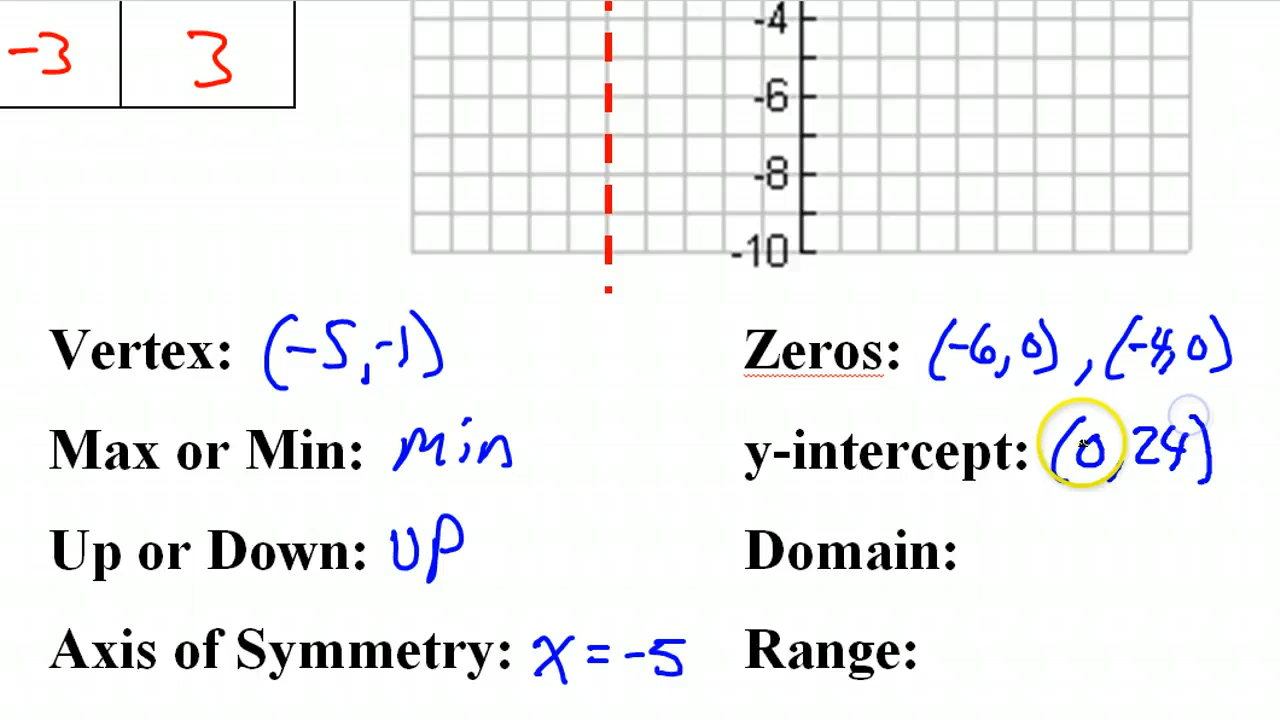 -3 3
-4
-6
-8
-10
Vertex: (-5,-1)
Zeros: (-6,0), (-4,0)
Max or Min: min
y-intercept: (0,24)
Up or Down: UP
Domain:
Axis of Symmetry: x = -5
Range: